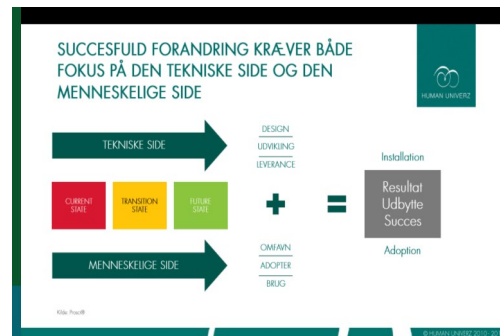 SUCCESFULD FORANDRING KRÆVER BÅDE
FOKUS PÅ DEN TEKNISKE SIDE OG DEN
MENNESKELIGE SIDE
HUMAN UNIVERZ
TEKNISKE SIDE
DESIGN
UDVIKLING
LEVERANCE
CURRENT
STATE
TRANSITION
STATE
FUTURE
STATE
+
=
Installation
Resultat
Udbytte
Succes
Adoption
MENNESKELIGE SIDE
OMFAVN
ADOPTER
BRUG
Kilde: Prosci®
© HUMAN UNIVERZ 2010 - 20